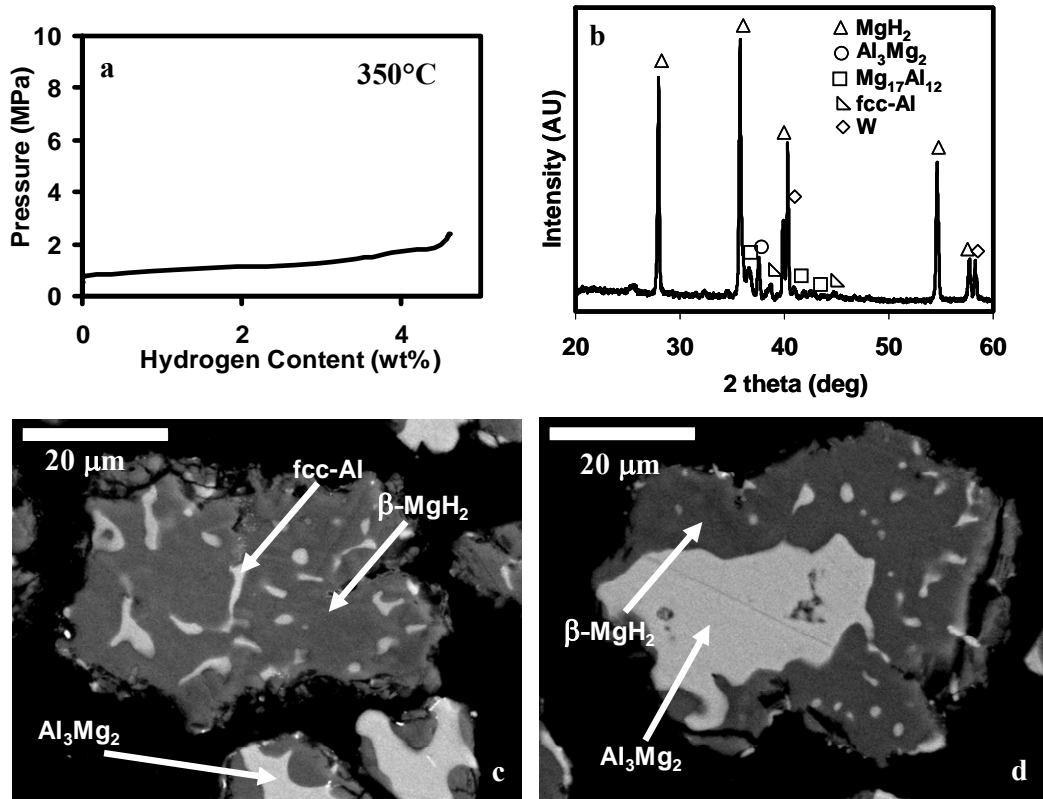 a
350°C
Pressure (MPa)
10
8
6
4
2
0
0 2 4
Hydrogen Content (wt%)
b
△ MgH₂
○ Al₃Mg₂
□ Mg₁₇Al₁₂
◺ fcc-Al
◇ W
Intensity (AU)
20 30 40 50 60
2 theta (deg)
20 μm
fcc-Al
β-MgH₂
Al₃Mg₂
c
20 μm
β-MgH₂
Al₃Mg₂
d